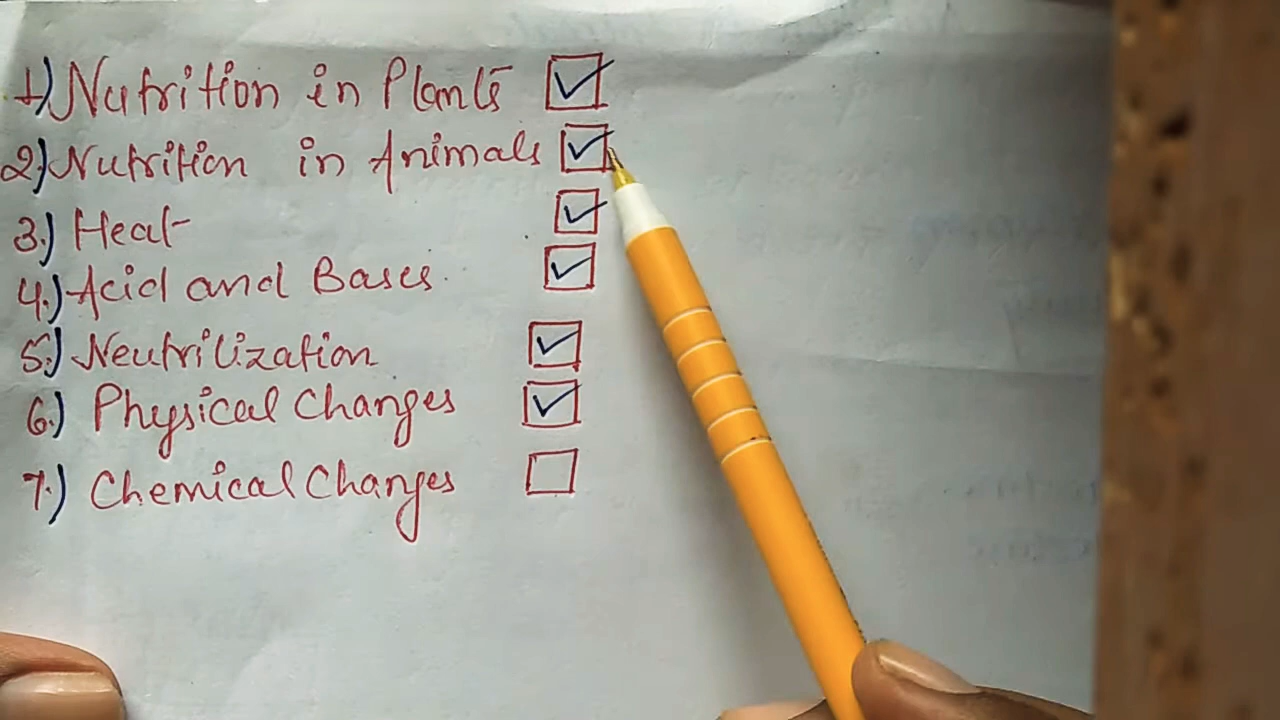 1.) Nutrition in Plants
2.) Nutrition in Animals
3.) Heat
4.) Acid and Bases.
5.) Neutrilization
6.) Physical Changes
7.) Chemical Changes